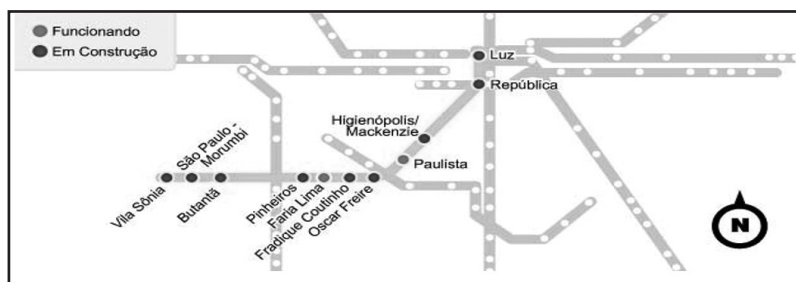 Funcionando
Em Construção
Luz
República
Higienópolis/
Mackenzie
Paulista
Vila Sônia
São Paulo -
Morumbi
Butantã
Pinheiros
Faria Lima
Fradique Coutinho
Oscar Freire
N